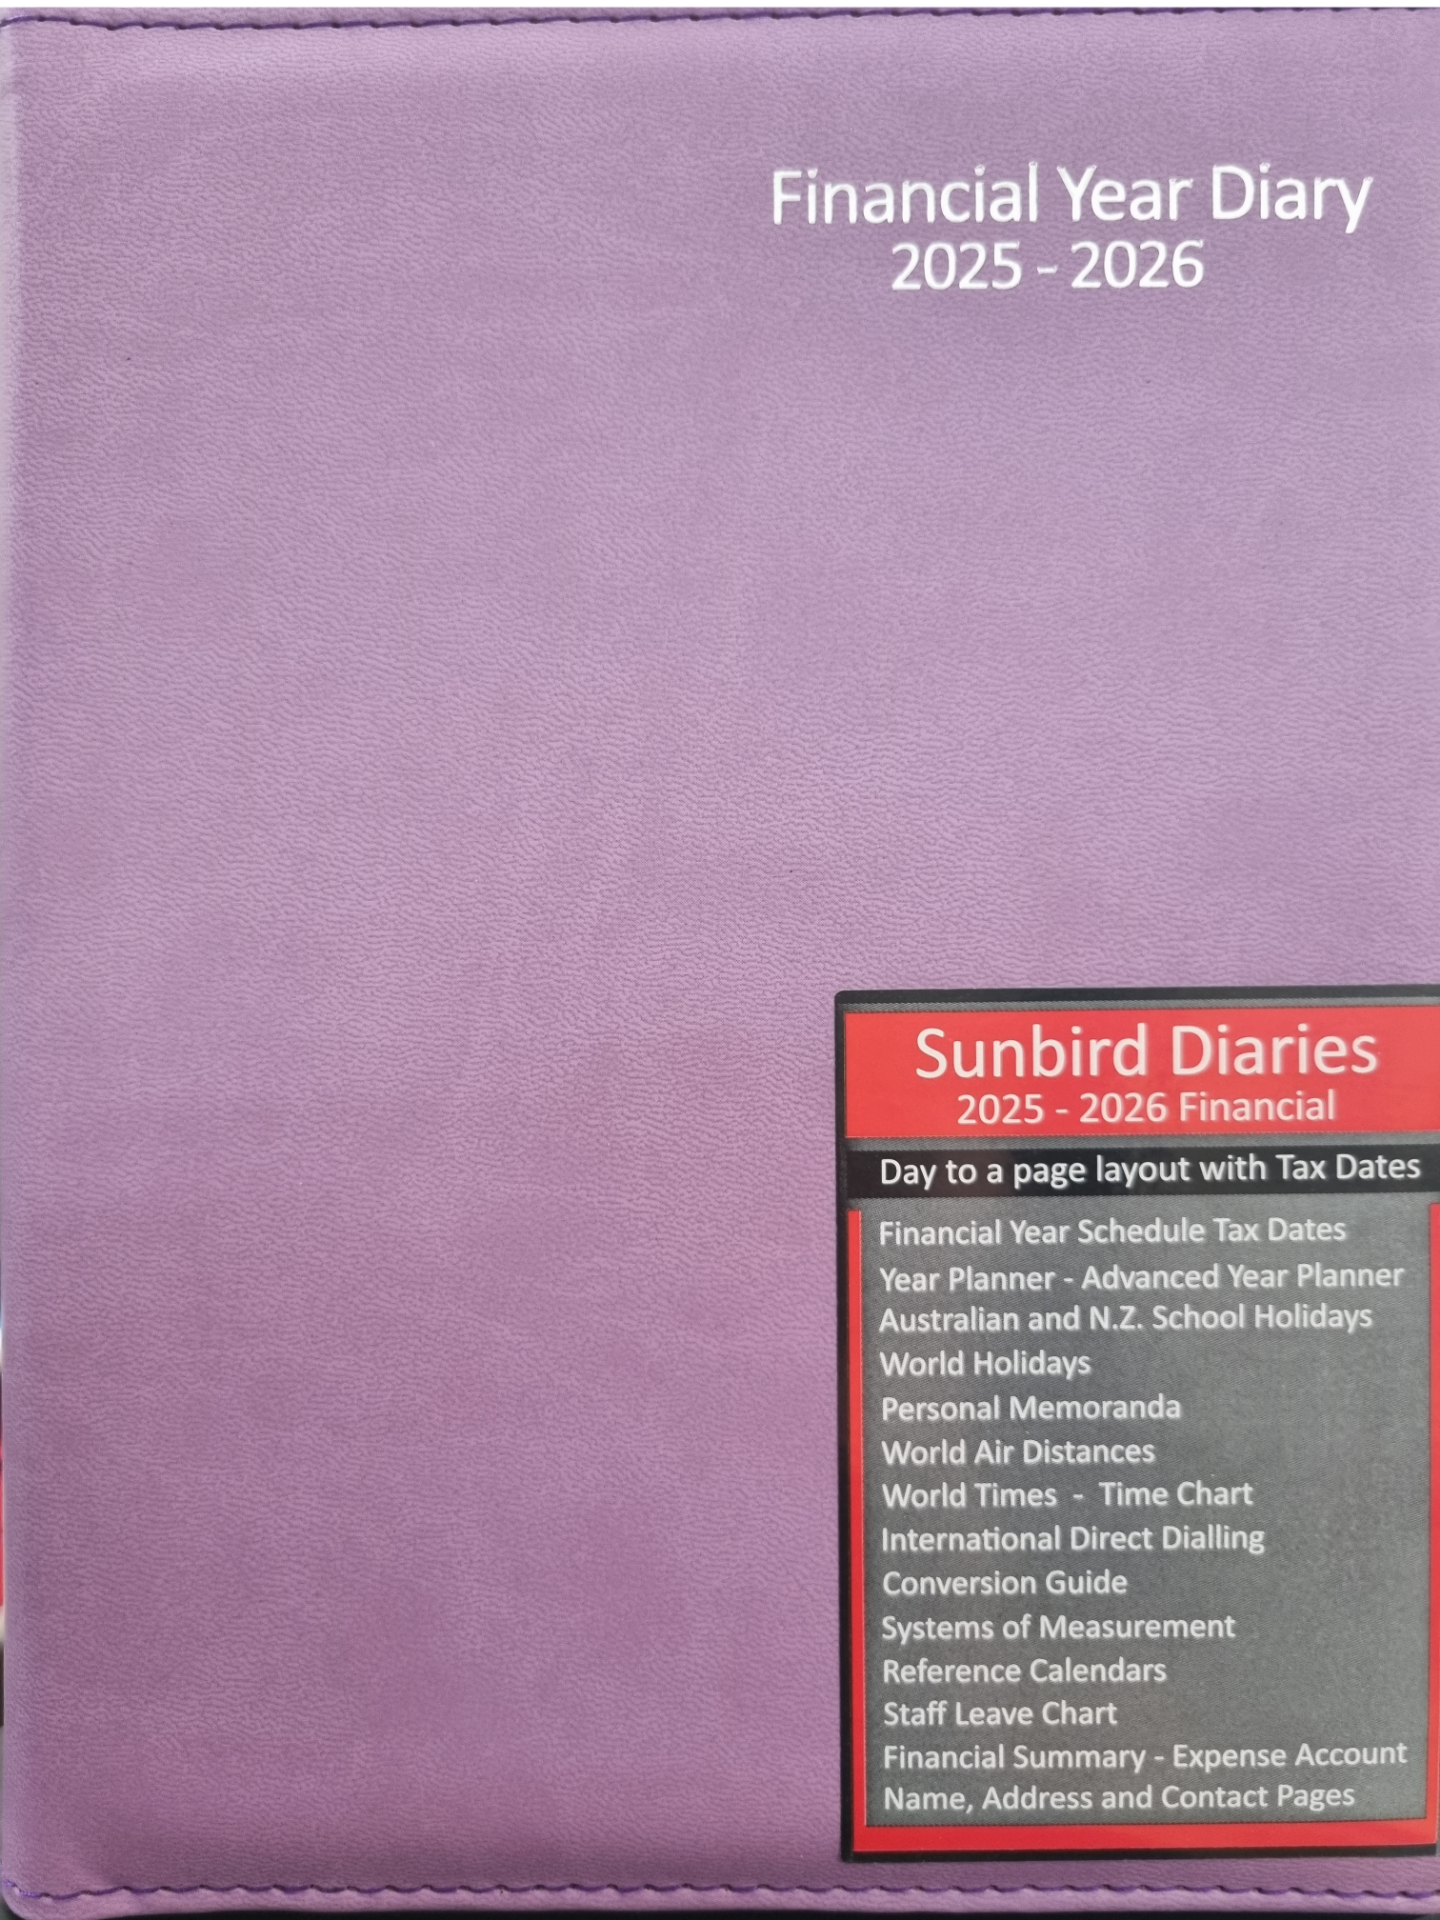 Financial Year Diary
2025 - 2026
Sunbird Diaries
2025 - 2026 Financial
Day to a page layout with Tax Dates
Financial Year Schedule Tax Dates
Year Planner - Advanced Year Planner
Australian and N.Z. School Holidays
World Holidays
Personal Memoranda
World Air Distances
World Times - Time Chart
International Direct Dialling
Conversion Guide
Systems of Measurement
Reference Calendars
Staff Leave Chart
Financial Summary - Expense Account
Name, Address and Contact Pages